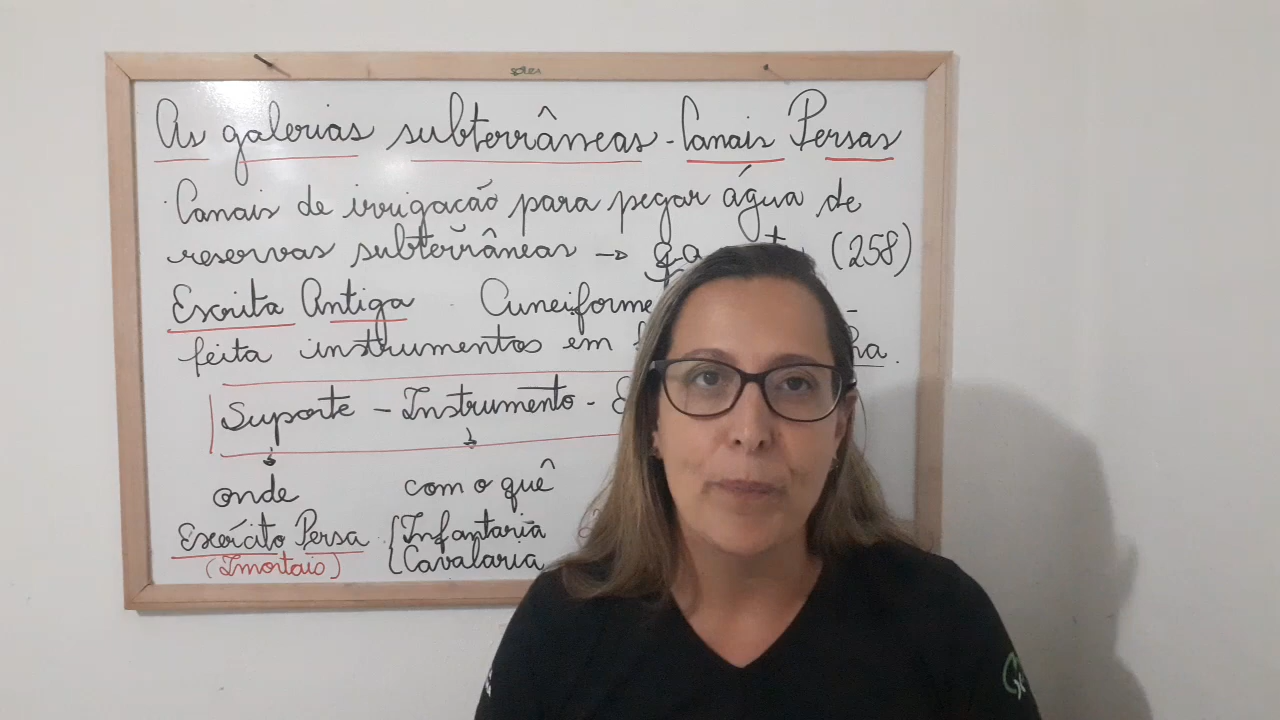 As galerias subterrâneas - Canais Persas
Canais de irrigação para pegar água de
reservas subterrâneas → (258)
Escrita Antiga Cuneiforme -
feita instrumentos em
Suporte - Instrumento -
onde com o quê
Exército Persa Infantaria
(Imortais) Cavalaria